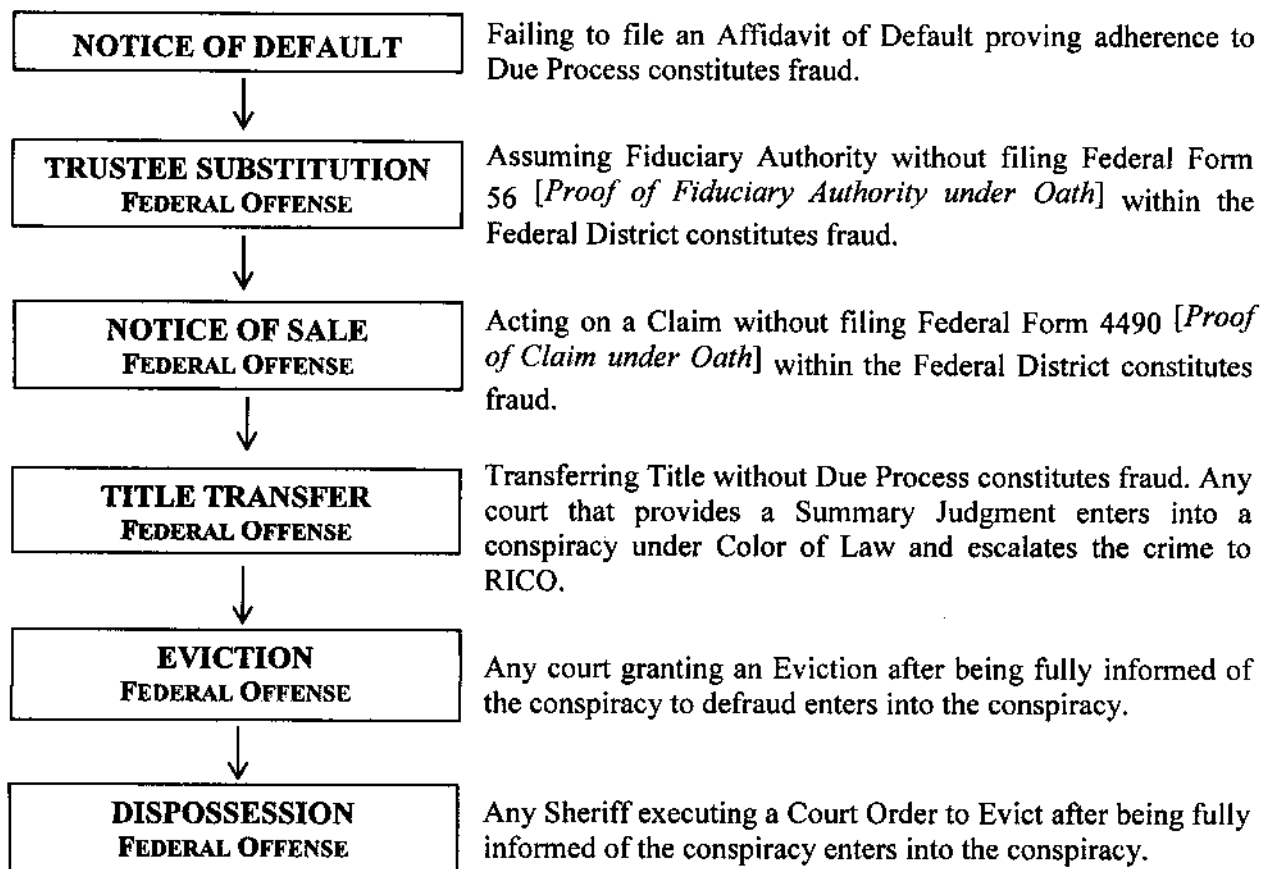 NOTICE OF DEFAULT
Failing to file an Affidavit of Default proving adherence to
Due Process constitutes fraud.
TRUSTEE SUBSTITUTION
FEDERAL OFFENSE
Assuming Fiduciary Authority without filing Federal Form
56 [Proof of Fiduciary Authority under Oath] within the
Federal District constitutes fraud.
NOTICE OF SALE
FEDERAL OFFENSE
Acting on a Claim without filing Federal Form 4490 [Proof
of Claim under Oath] within the Federal District constitutes
fraud.
TITLE TRANSFER
FEDERAL OFFENSE
Transferring Title without Due Process constitutes fraud. Any
court that provides a Summary Judgment enters into a
conspiracy under Color of Law and escalates the crime to
RICO.
EVICTION
FEDERAL OFFENSE
Any court granting an Eviction after being fully informed of
the conspiracy to defraud enters into the conspiracy.
DISPOSSESSION
FEDERAL OFFENSE
Any Sheriff executing a Court Order to Evict after being fully
informed of the conspiracy enters into the conspiracy.